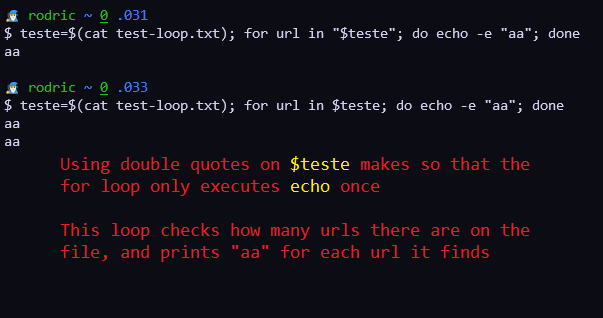 rodric ~ 0 .031
$ teste=$(cat test-loop.txt); for url in "$teste"; do echo -e "aa"; done
aa
rodric ~ 0 .033
$ teste=$(cat test-loop.txt); for url in $teste; do echo -e "aa"; done
aa
aa
Using double quotes on $teste makes so that the
for loop only executes echo once
This loop checks how many urls there are on the
file, and prints "aa" for each url it finds